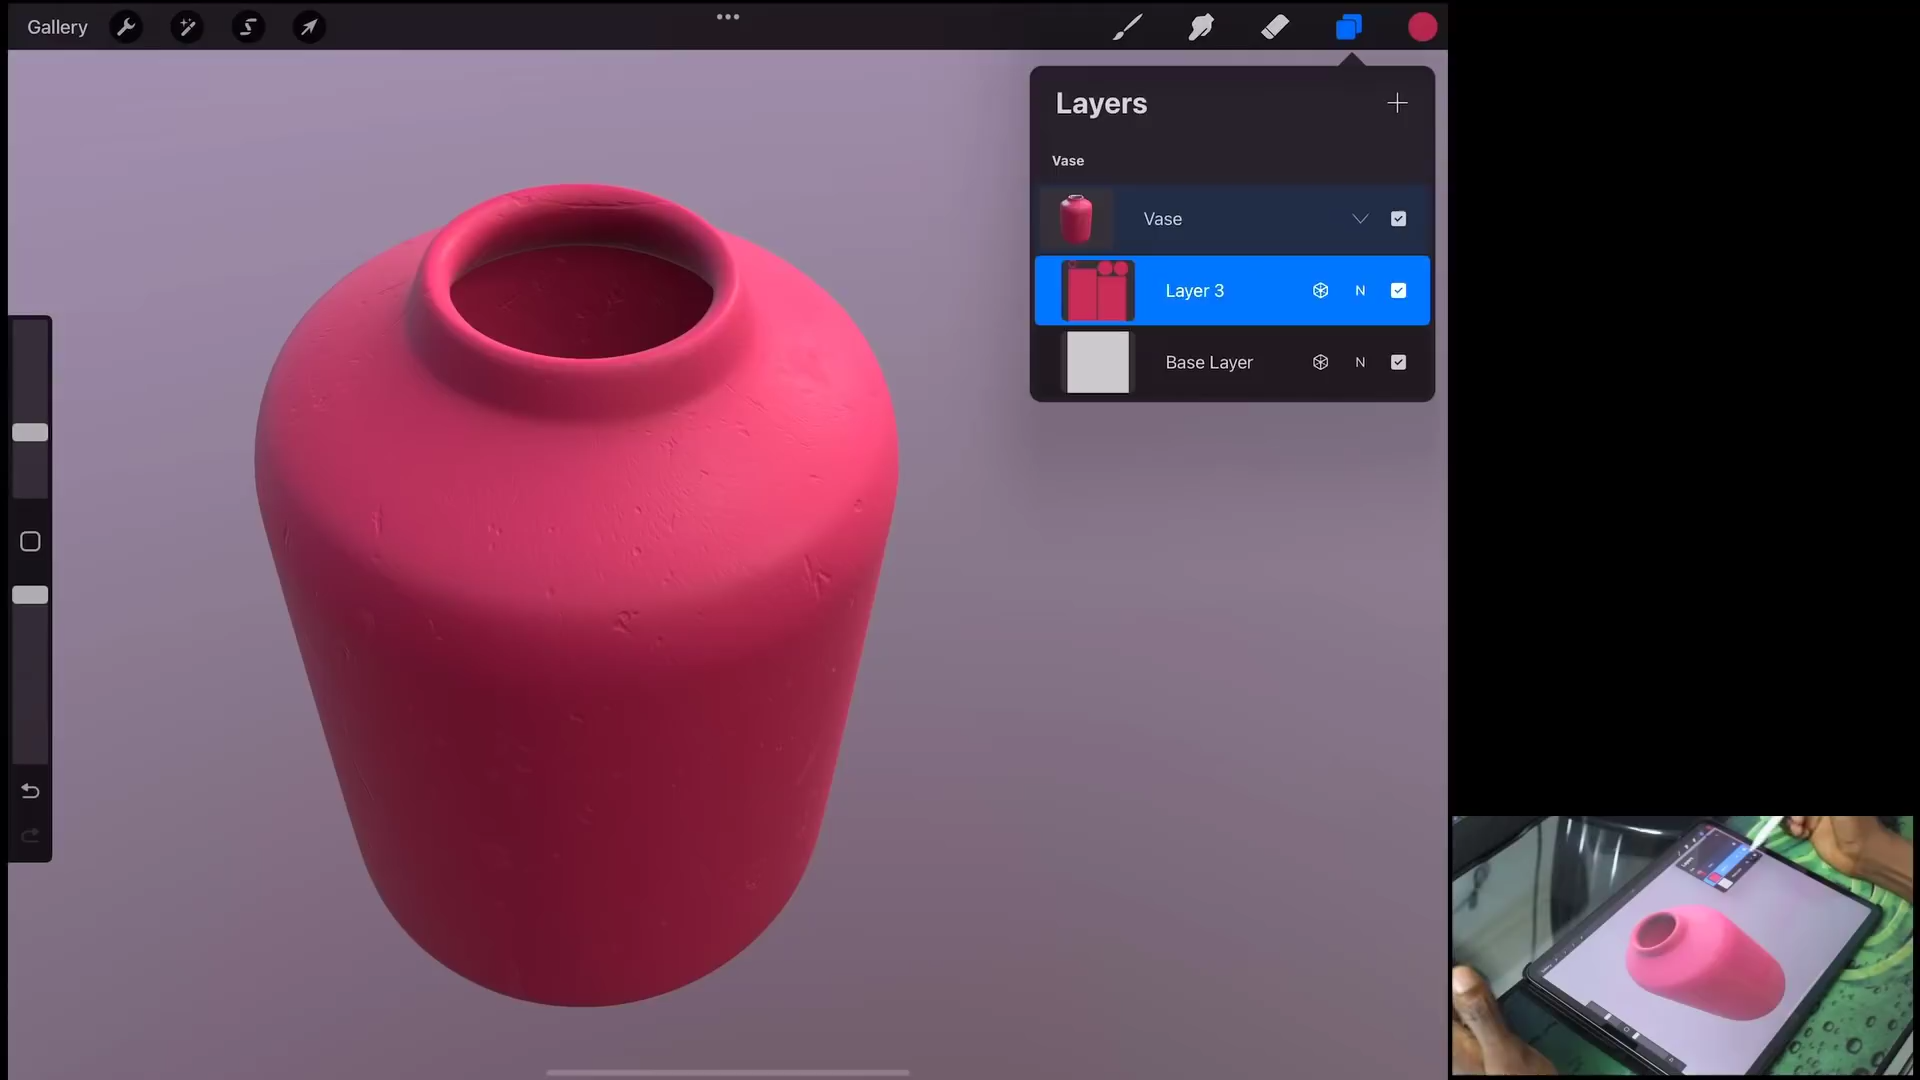 Gallery
Layers
Vase
Vase
Layer 3 N
Base Layer N